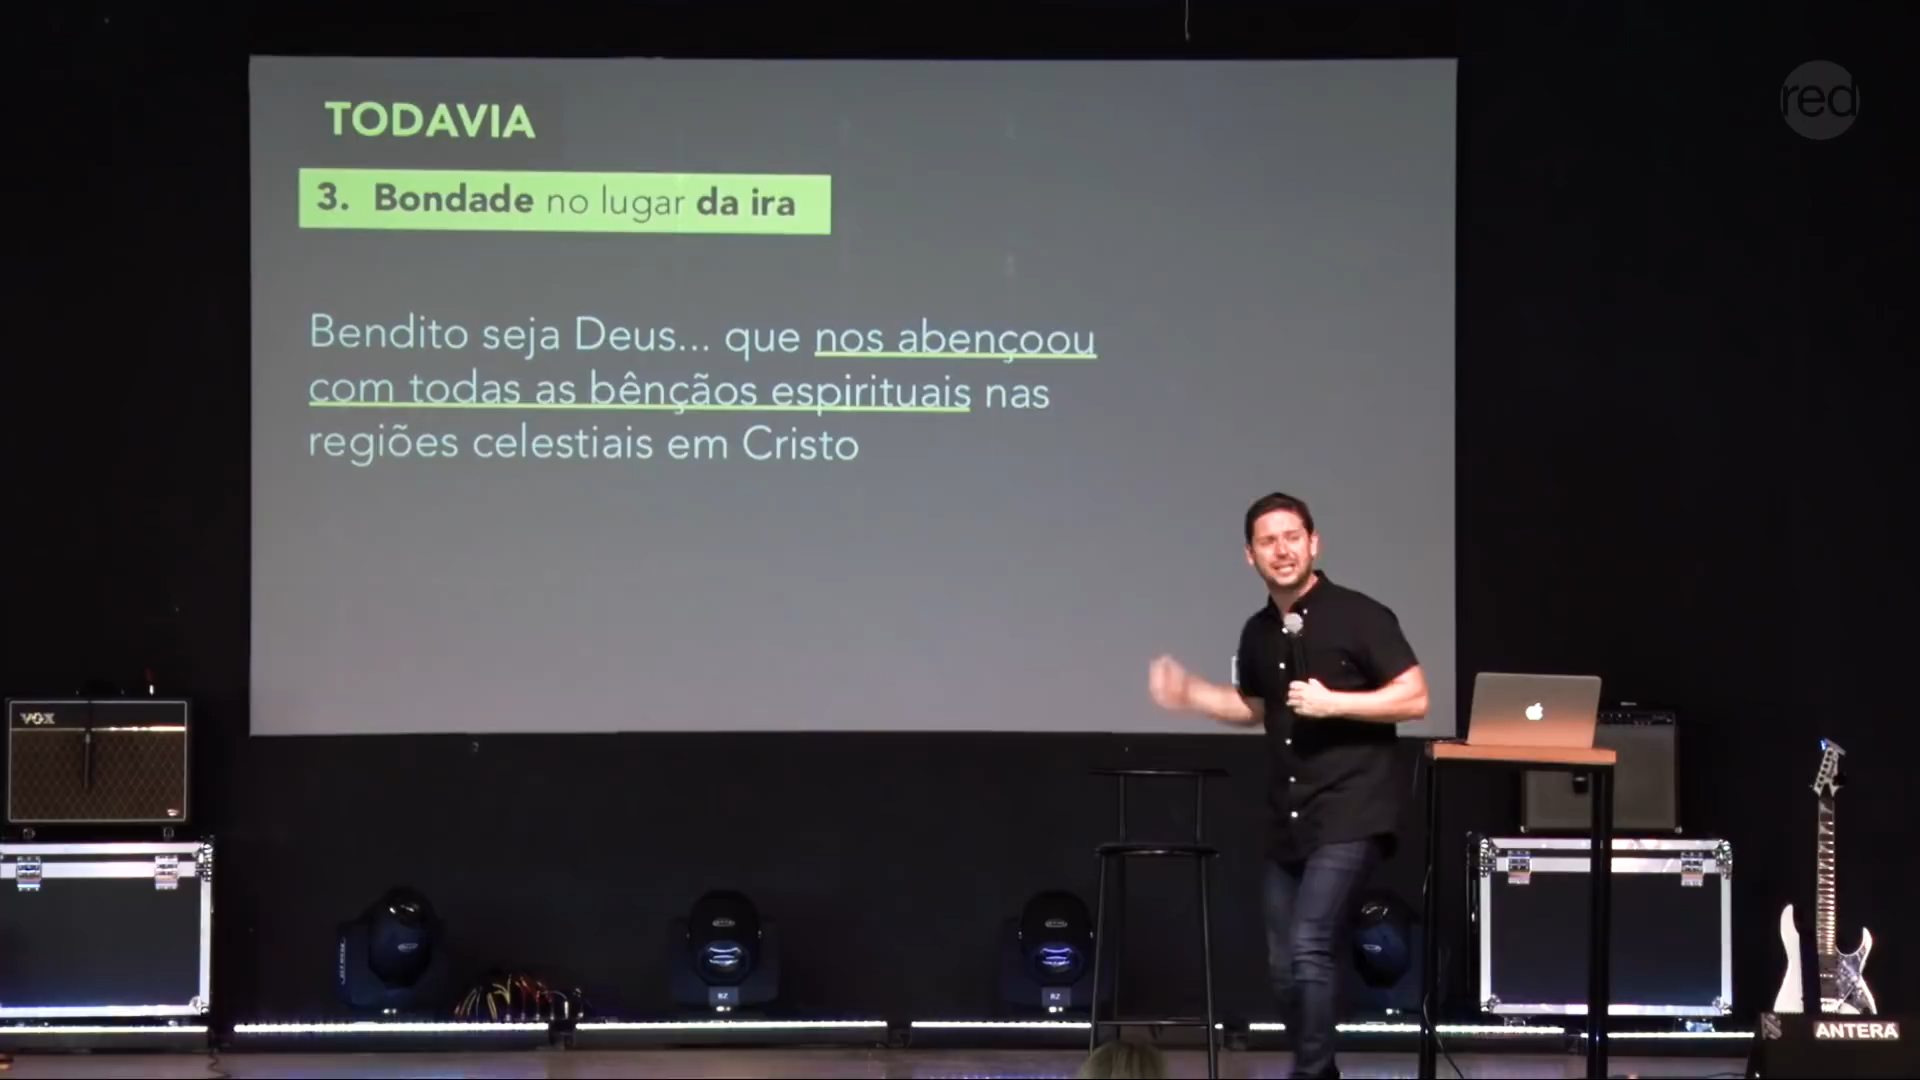 red
TODAVIA
3. Bondade no lugar da ira
Bendito seja Deus... que nos abençoou
com todas as bênçãos espirituais nas
regiões celestiais em Cristo
VOX
ANTERA